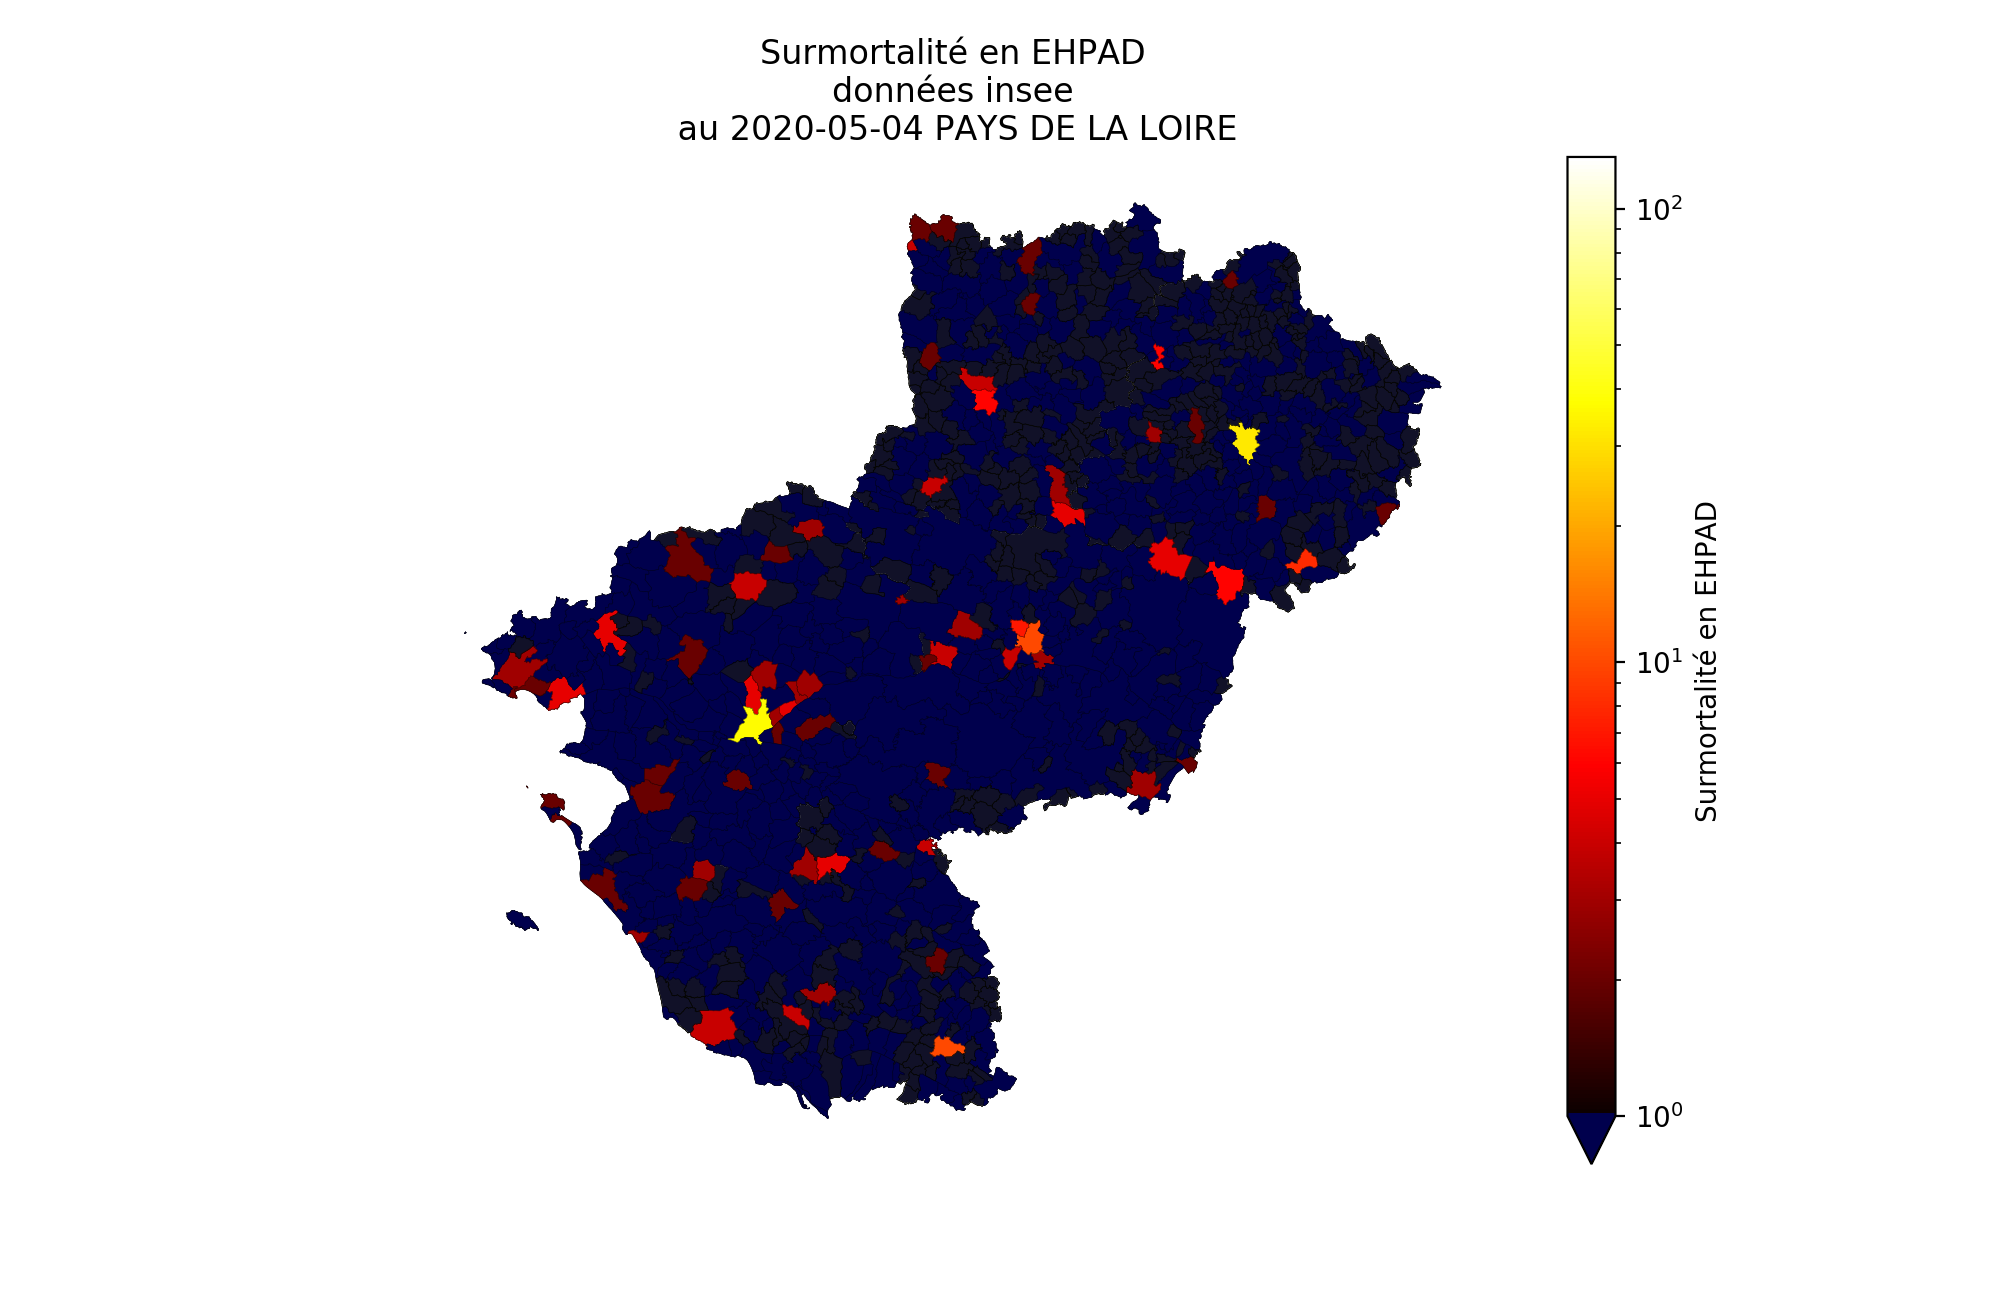 Surmortalité en EHPAD
données insee
au 2020-05-04 PAYS DE LA LOIRE
10²
10¹
10⁰
Surmortalité en EHPAD